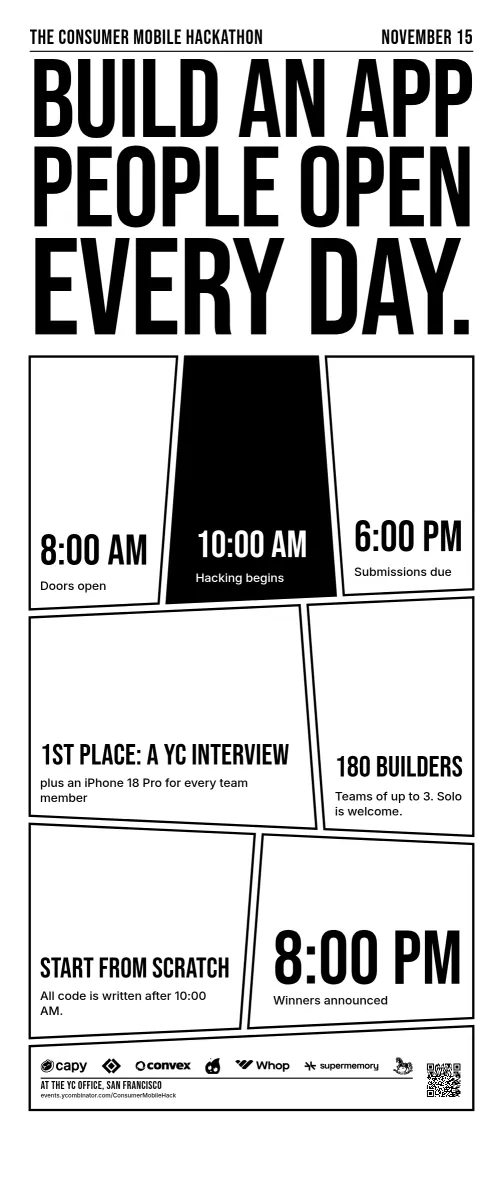 THE CONSUMER MOBILE HACKATHON
NOVEMBER 15
BUILD AN APP
PEOPLE OPEN
EVERY DAY.
8:00 AM
Doors open
10:00 AM
Hacking begins
6:00 PM
Submissions due
1ST PLACE: A YC INTERVIEW
plus an iPhone 18 Pro for every team
member
180 BUILDERS
Teams of up to 3. Solo
is welcome.
START FROM SCRATCH
All code is written after 10:00
AM.
8:00 PM
Winners announced
capy
convex
Whop
supermemory
AT THE YC OFFICE, SAN FRANCISCO
events.ycombinator.com/ConsumerMobileHack